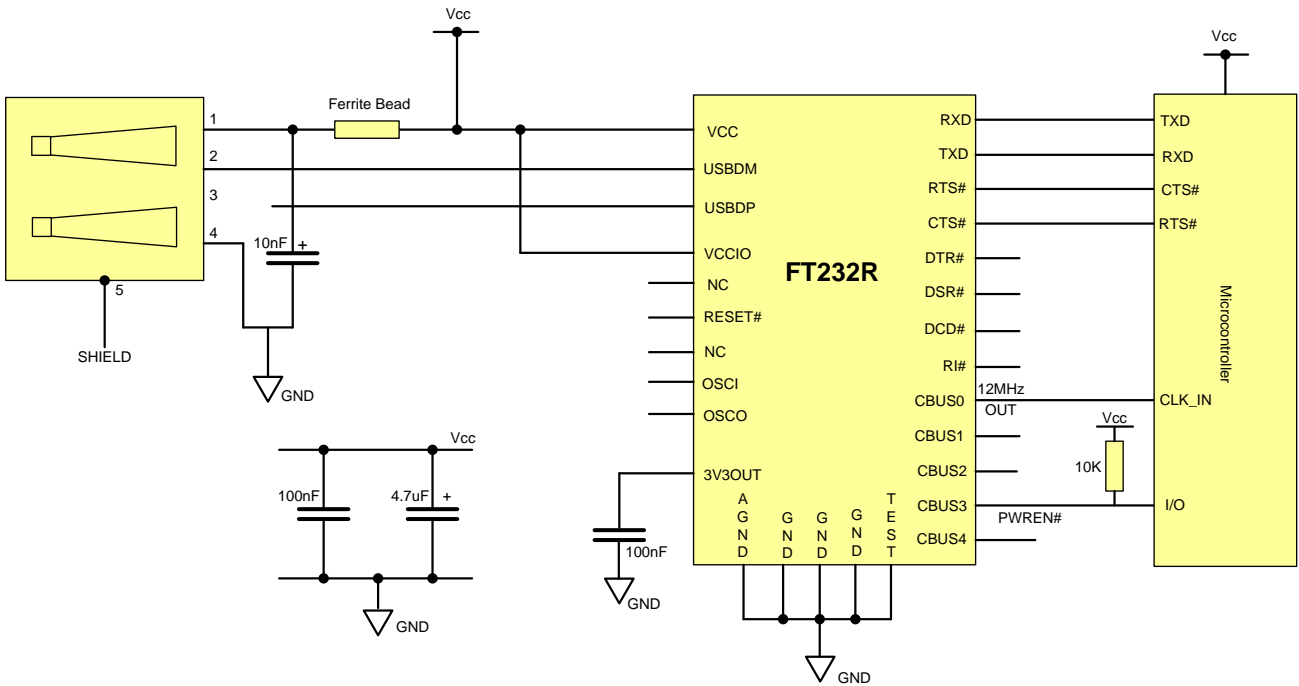 Vcc
Ferrite Bead
1
2
3
4
5
SHIELD
10nF +
GND
Vcc
100nF
4.7uF +
GND
VCC
USBDM
USBDP
VCCIO
NC
RESET#
NC
OSCI
OSCO
3V3OUT
100nF
GND
FT232R
AGND
GND
GND
GND
TEST
GND
RXD
TXD
RTS#
CTS#
DTR#
DSR#
DCD#
RI#
CBUS0
CBUS1
CBUS2
CBUS3
CBUS4
12MHz
OUT
Vcc
10K
PWREN#
Vcc
TXD
RXD
CTS#
RTS#
Microcontroller
CLK_IN
I/O